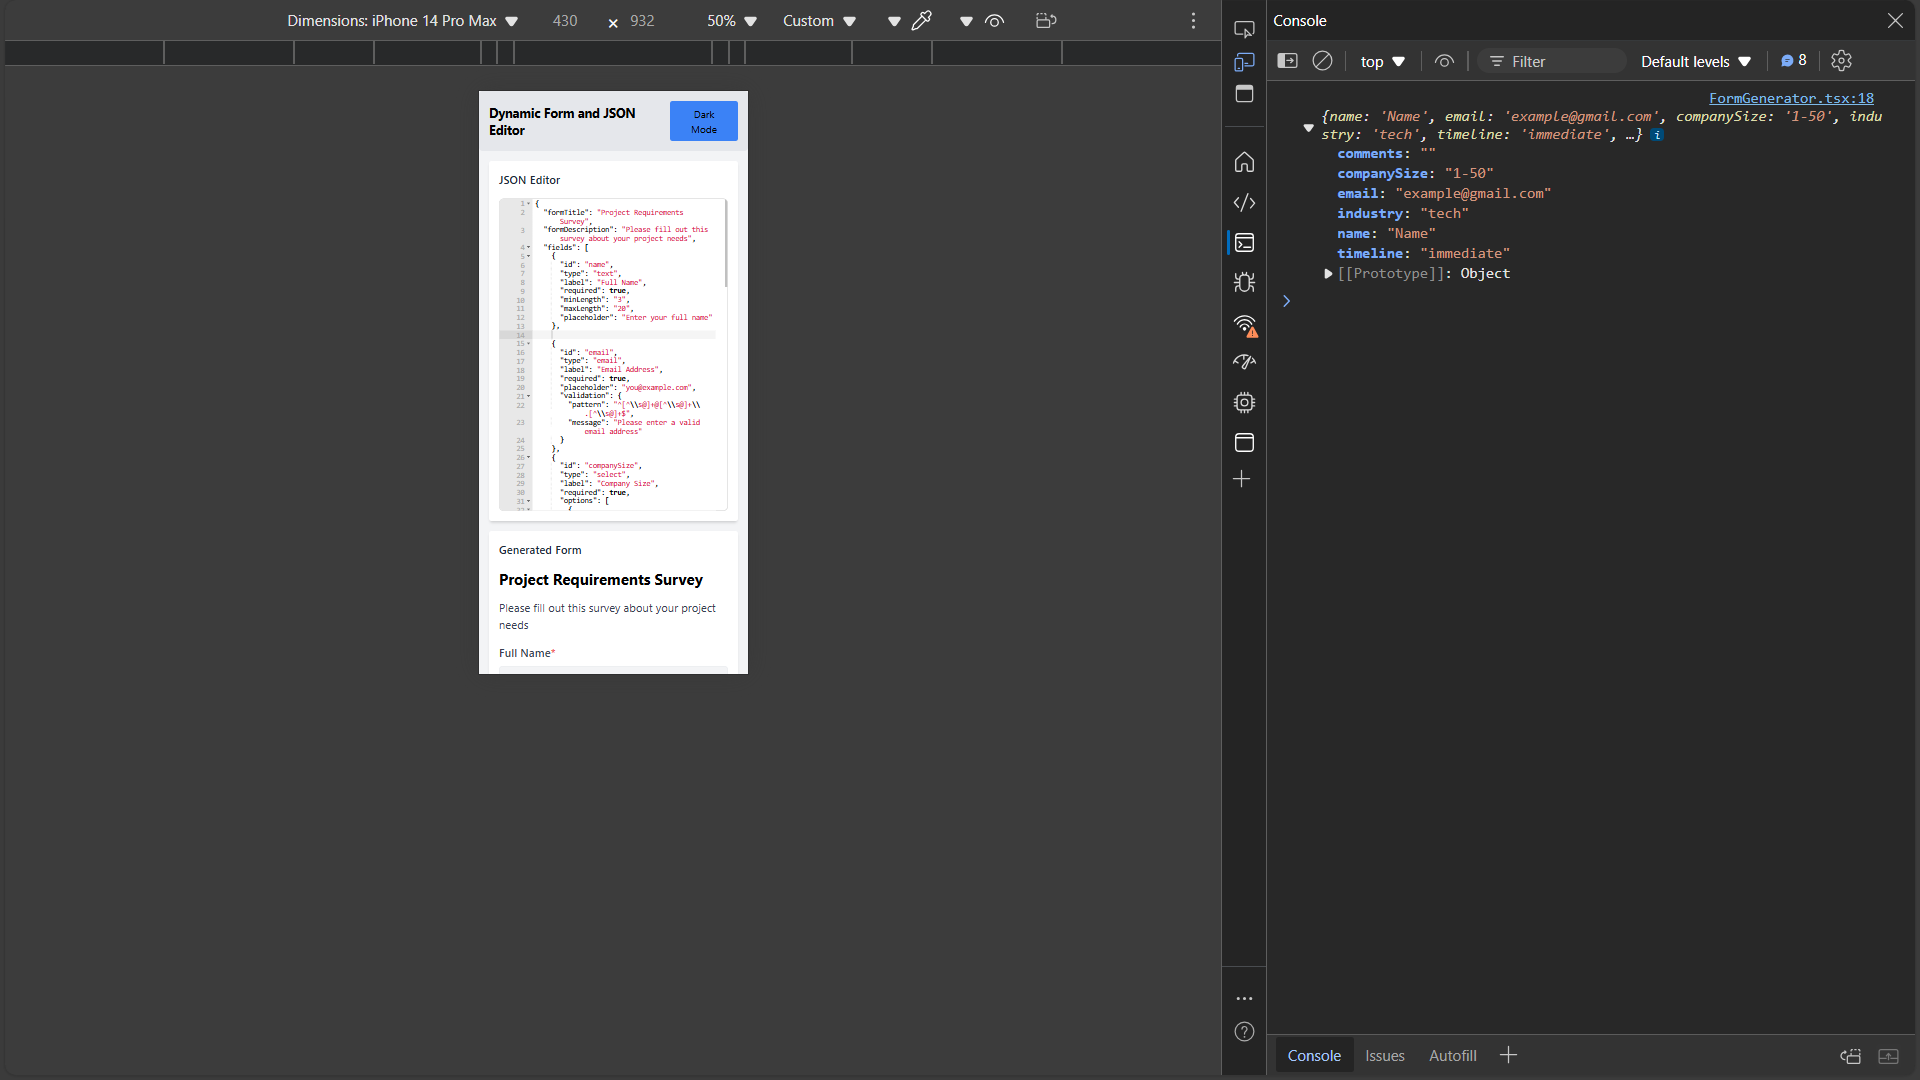 Dimensions: iPhone 14 Pro Max 430 × 932 50% Custom
Dynamic Form and JSON Editor
Dark Mode
JSON Editor
1 {
2 "formTitle": "Project Requirements
Survey",
3 "formDescription": "Please fill out this
survey about your project needs",
4 "fields": [
5 {
6 "id": "name",
7 "type": "text",
8 "label": "Full Name",
9 "required": true,
10 "minLength": "3",
11 "maxLength": "20",
12 "placeholder": "Enter your full name"
13 },
14
15 {
16 "id": "email",
17 "type": "email",
18 "label": "Email Address",
19 "required": true,
20 "placeholder": "you@example.com",
21 "validation": {
22 "pattern": "^[^\\s@]+@[^\\s@]+\\
.[^\\s@]+$",
23 "message": "Please enter a valid
email address"
24 }
25 },
26 {
27 "id": "companySize",
28 "type": "select",
29 "label": "Company Size",
30 "required": true,
31 "options": [
32 {
Generated Form
Project Requirements Survey
Please fill out this survey about your project
needs
Full Name*
Console
top Filter Default levels 8
FormGenerator.tsx:18
{name: 'Name', email: 'example@gmail.com', companySize: '1-50', indu
stry: 'tech', timeline: 'immediate', …} i
comments: ""
companySize: "1-50"
email: "example@gmail.com"
industry: "tech"
name: "Name"
timeline: "immediate"
[[Prototype]]: Object
Console Issues Autofill